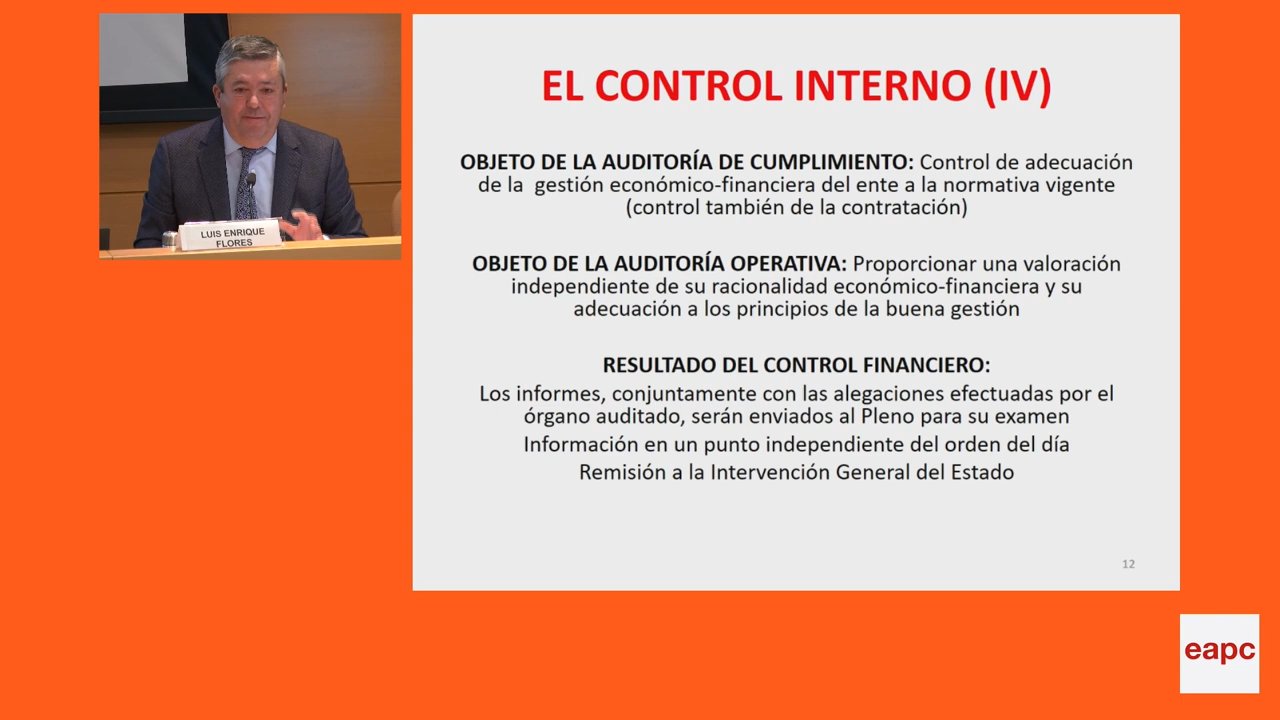 LUIS ENRIQUE
FLORES
EL CONTROL INTERNO (IV)
OBJETO DE LA AUDITORÍA DE CUMPLIMIENTO: Control de adecuación
de la gestión económico-financiera del ente a la normativa vigente
(control también de la contratación)
OBJETO DE LA AUDITORÍA OPERATIVA: Proporcionar una valoración
independiente de su racionalidad económico-financiera y su
adecuación a los principios de la buena gestión
RESULTADO DEL CONTROL FINANCIERO:
Los informes, conjuntamente con las alegaciones efectuadas por el
órgano auditado, serán enviados al Pleno para su examen
Información en un punto independiente del orden del día
Remisión a la Intervención General del Estado
12
eapc